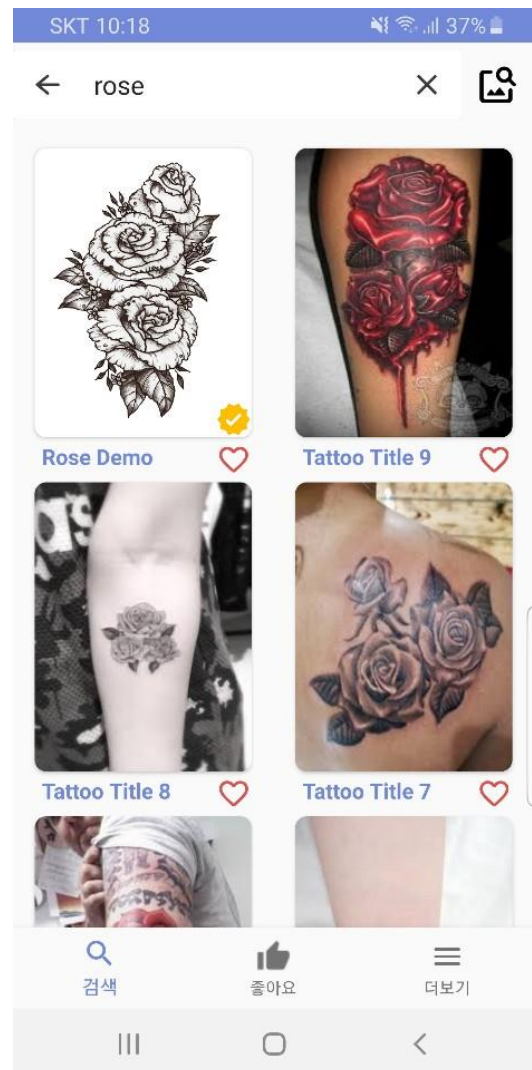 SKT 10:18 37%
rose
Rose Demo Tattoo Title 9
Tattoo Title 8 Tattoo Title 7
검색 좋아요 더보기